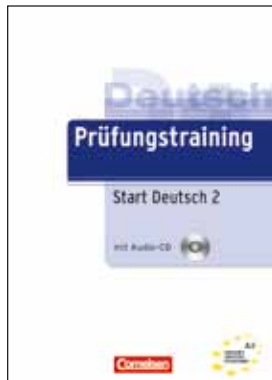 Deutsch
Prüfungstraining
Start Deutsch 2
mit Audio-CD
Cornelsen
A2